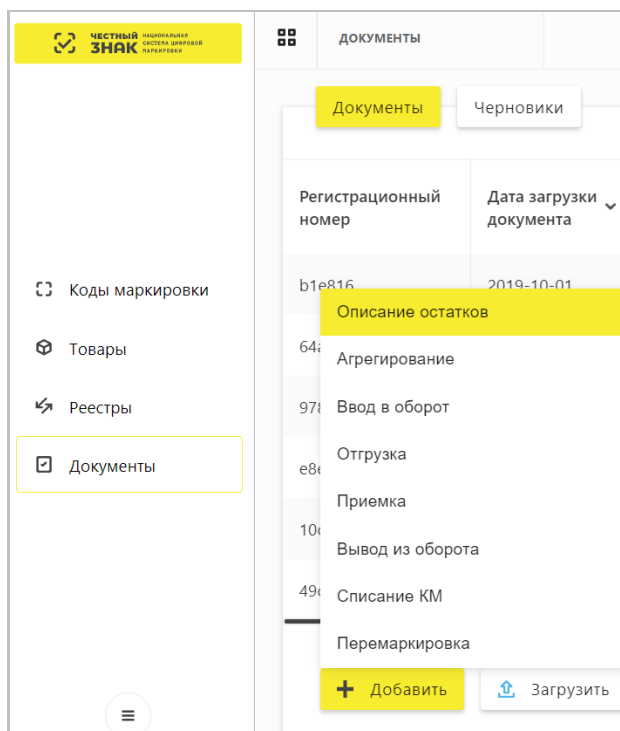 ЧЕСТНЫЙ ЗНАК
НАЦИОНАЛЬНАЯ СИСТЕМА ЦИФРОВОЙ МАРКИРОВКИ
ДОКУМЕНТЫ
Документы Черновики
Регистрационный номер
Дата загрузки документа
b1e816 2019-10-01
Коды маркировки
Товары
Реестры
Документы
Описание остатков
Агрегирование
Ввод в оборот
Отгрузка
Приемка
Вывод из оборота
Списание КМ
Перемаркировка
Добавить Загрузить